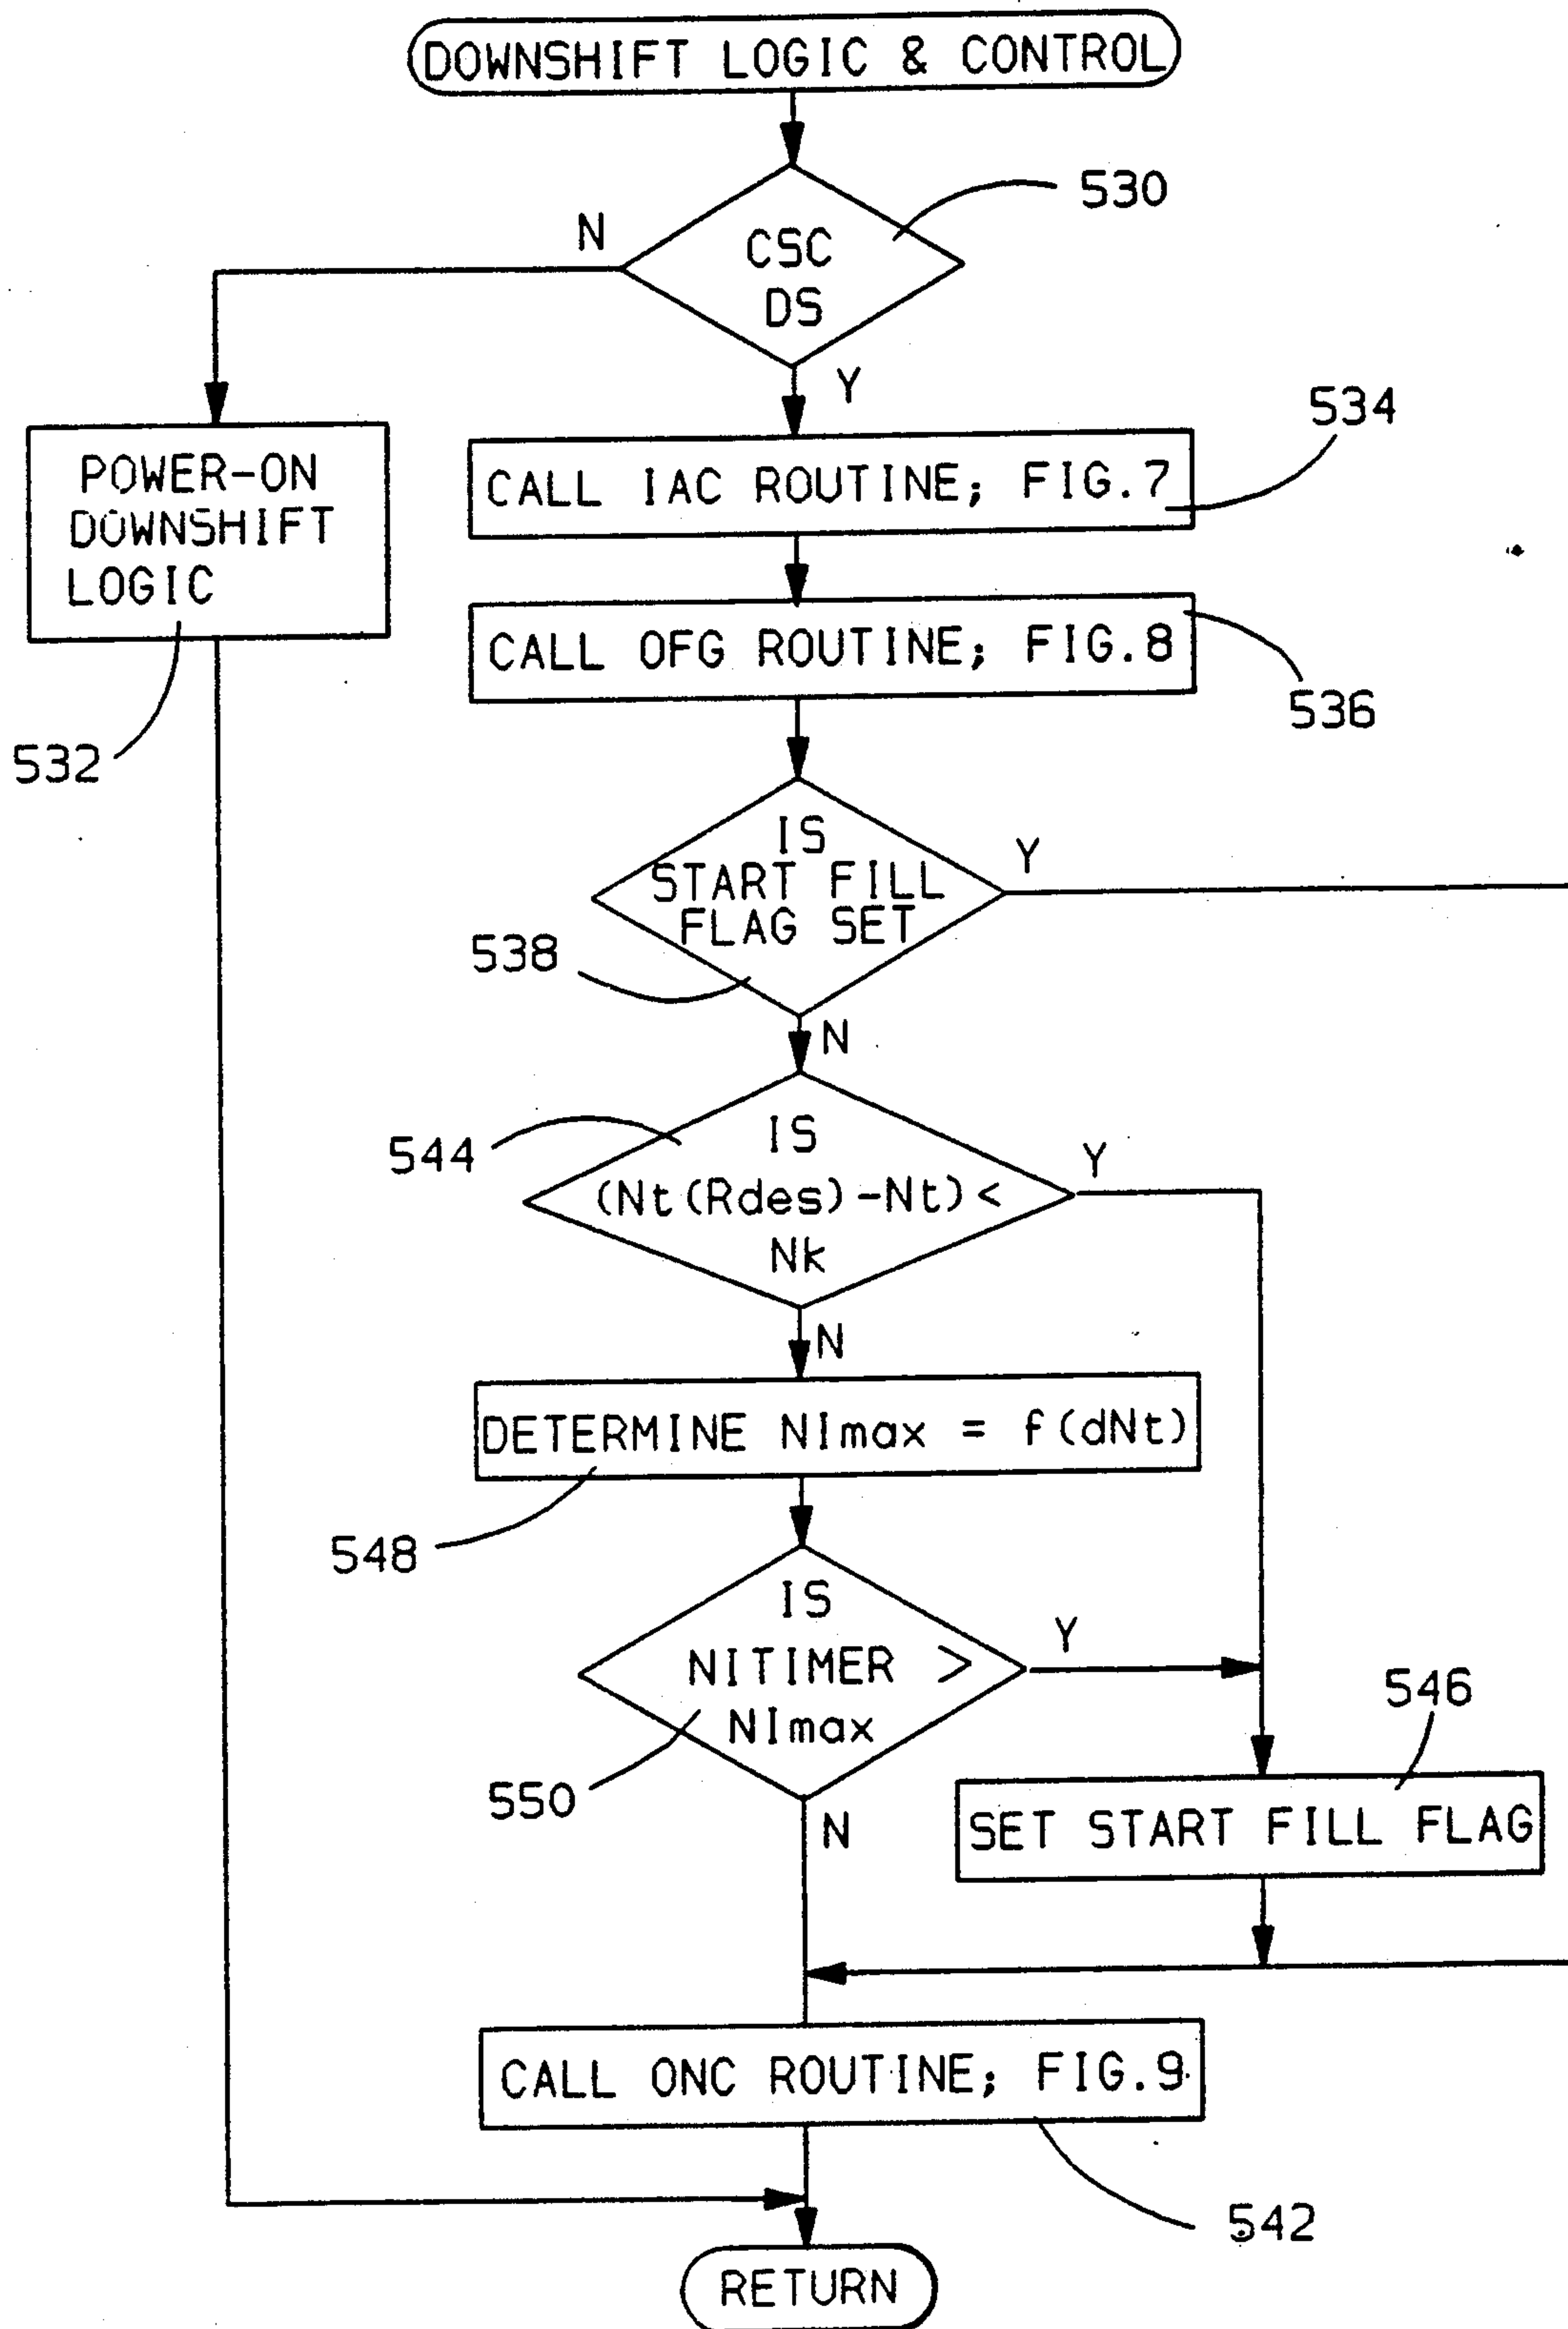 DOWNSHIFT LOGIC & CONTROL
530
N
CSC
DS
Y
534
POWER-ON
DOWNSHIFT
LOGIC
CALL IAC ROUTINE; FIG.7
CALL OFG ROUTINE; FIG.8
536
532
IS
START FILL
FLAG SET
Y
538
N
544
IS
(Nt(Rdes)-Nt)<
Nk
Y
N
DETERMINE NImax = f(dNt)
548
IS
NITIMER >
NImax
Y
546
550
N
SET START FILL FLAG
CALL ONC ROUTINE; FIG.9
542
RETURN